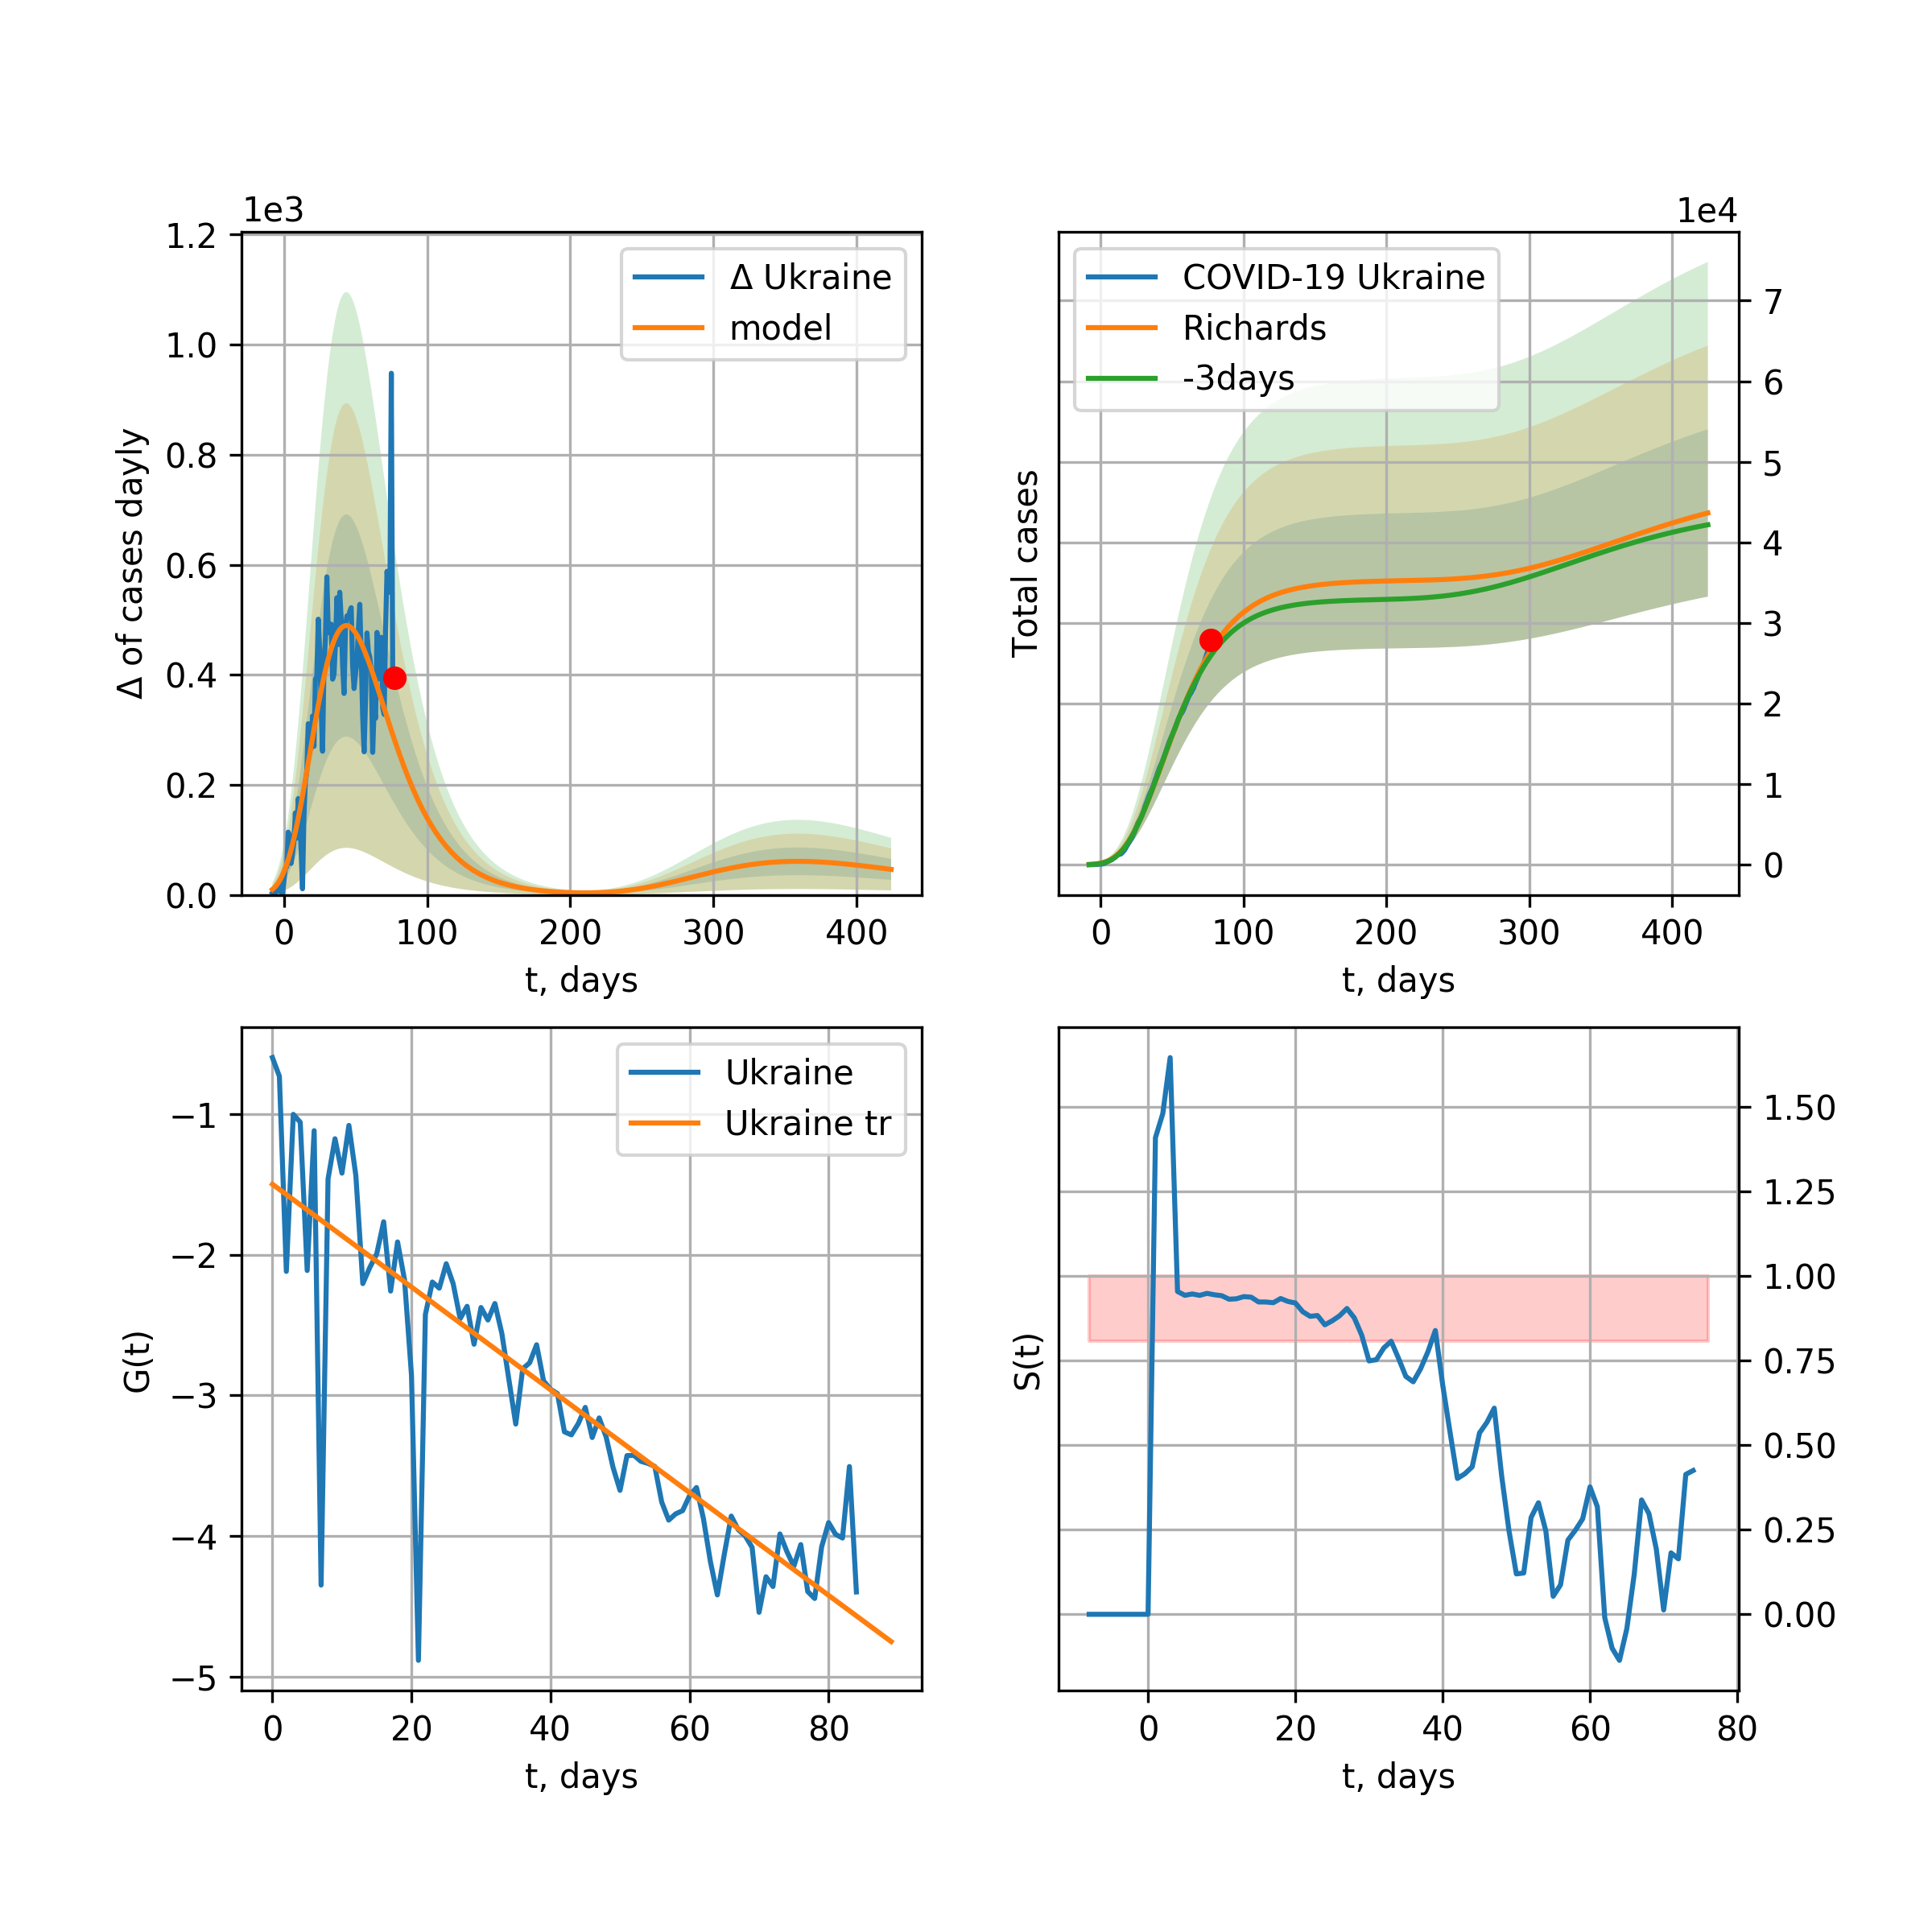 1e3
1.2
1.0
0.8
0.6
0.4
0.2
0.0
Δ of cases dayly
Δ Ukraine
model
0 100 200 300 400
t, days
1e4
COVID-19 Ukraine
Richards
-3days
Total cases
7
6
5
4
3
2
1
0
0 100 200 300 400
t, days
G(t)
−1
−2
−3
−4
−5
Ukraine
Ukraine tr
0 20 40 60 80
t, days
S(t)
1.50
1.25
1.00
0.75
0.50
0.25
0.00
0 20 40 60 80
t, days